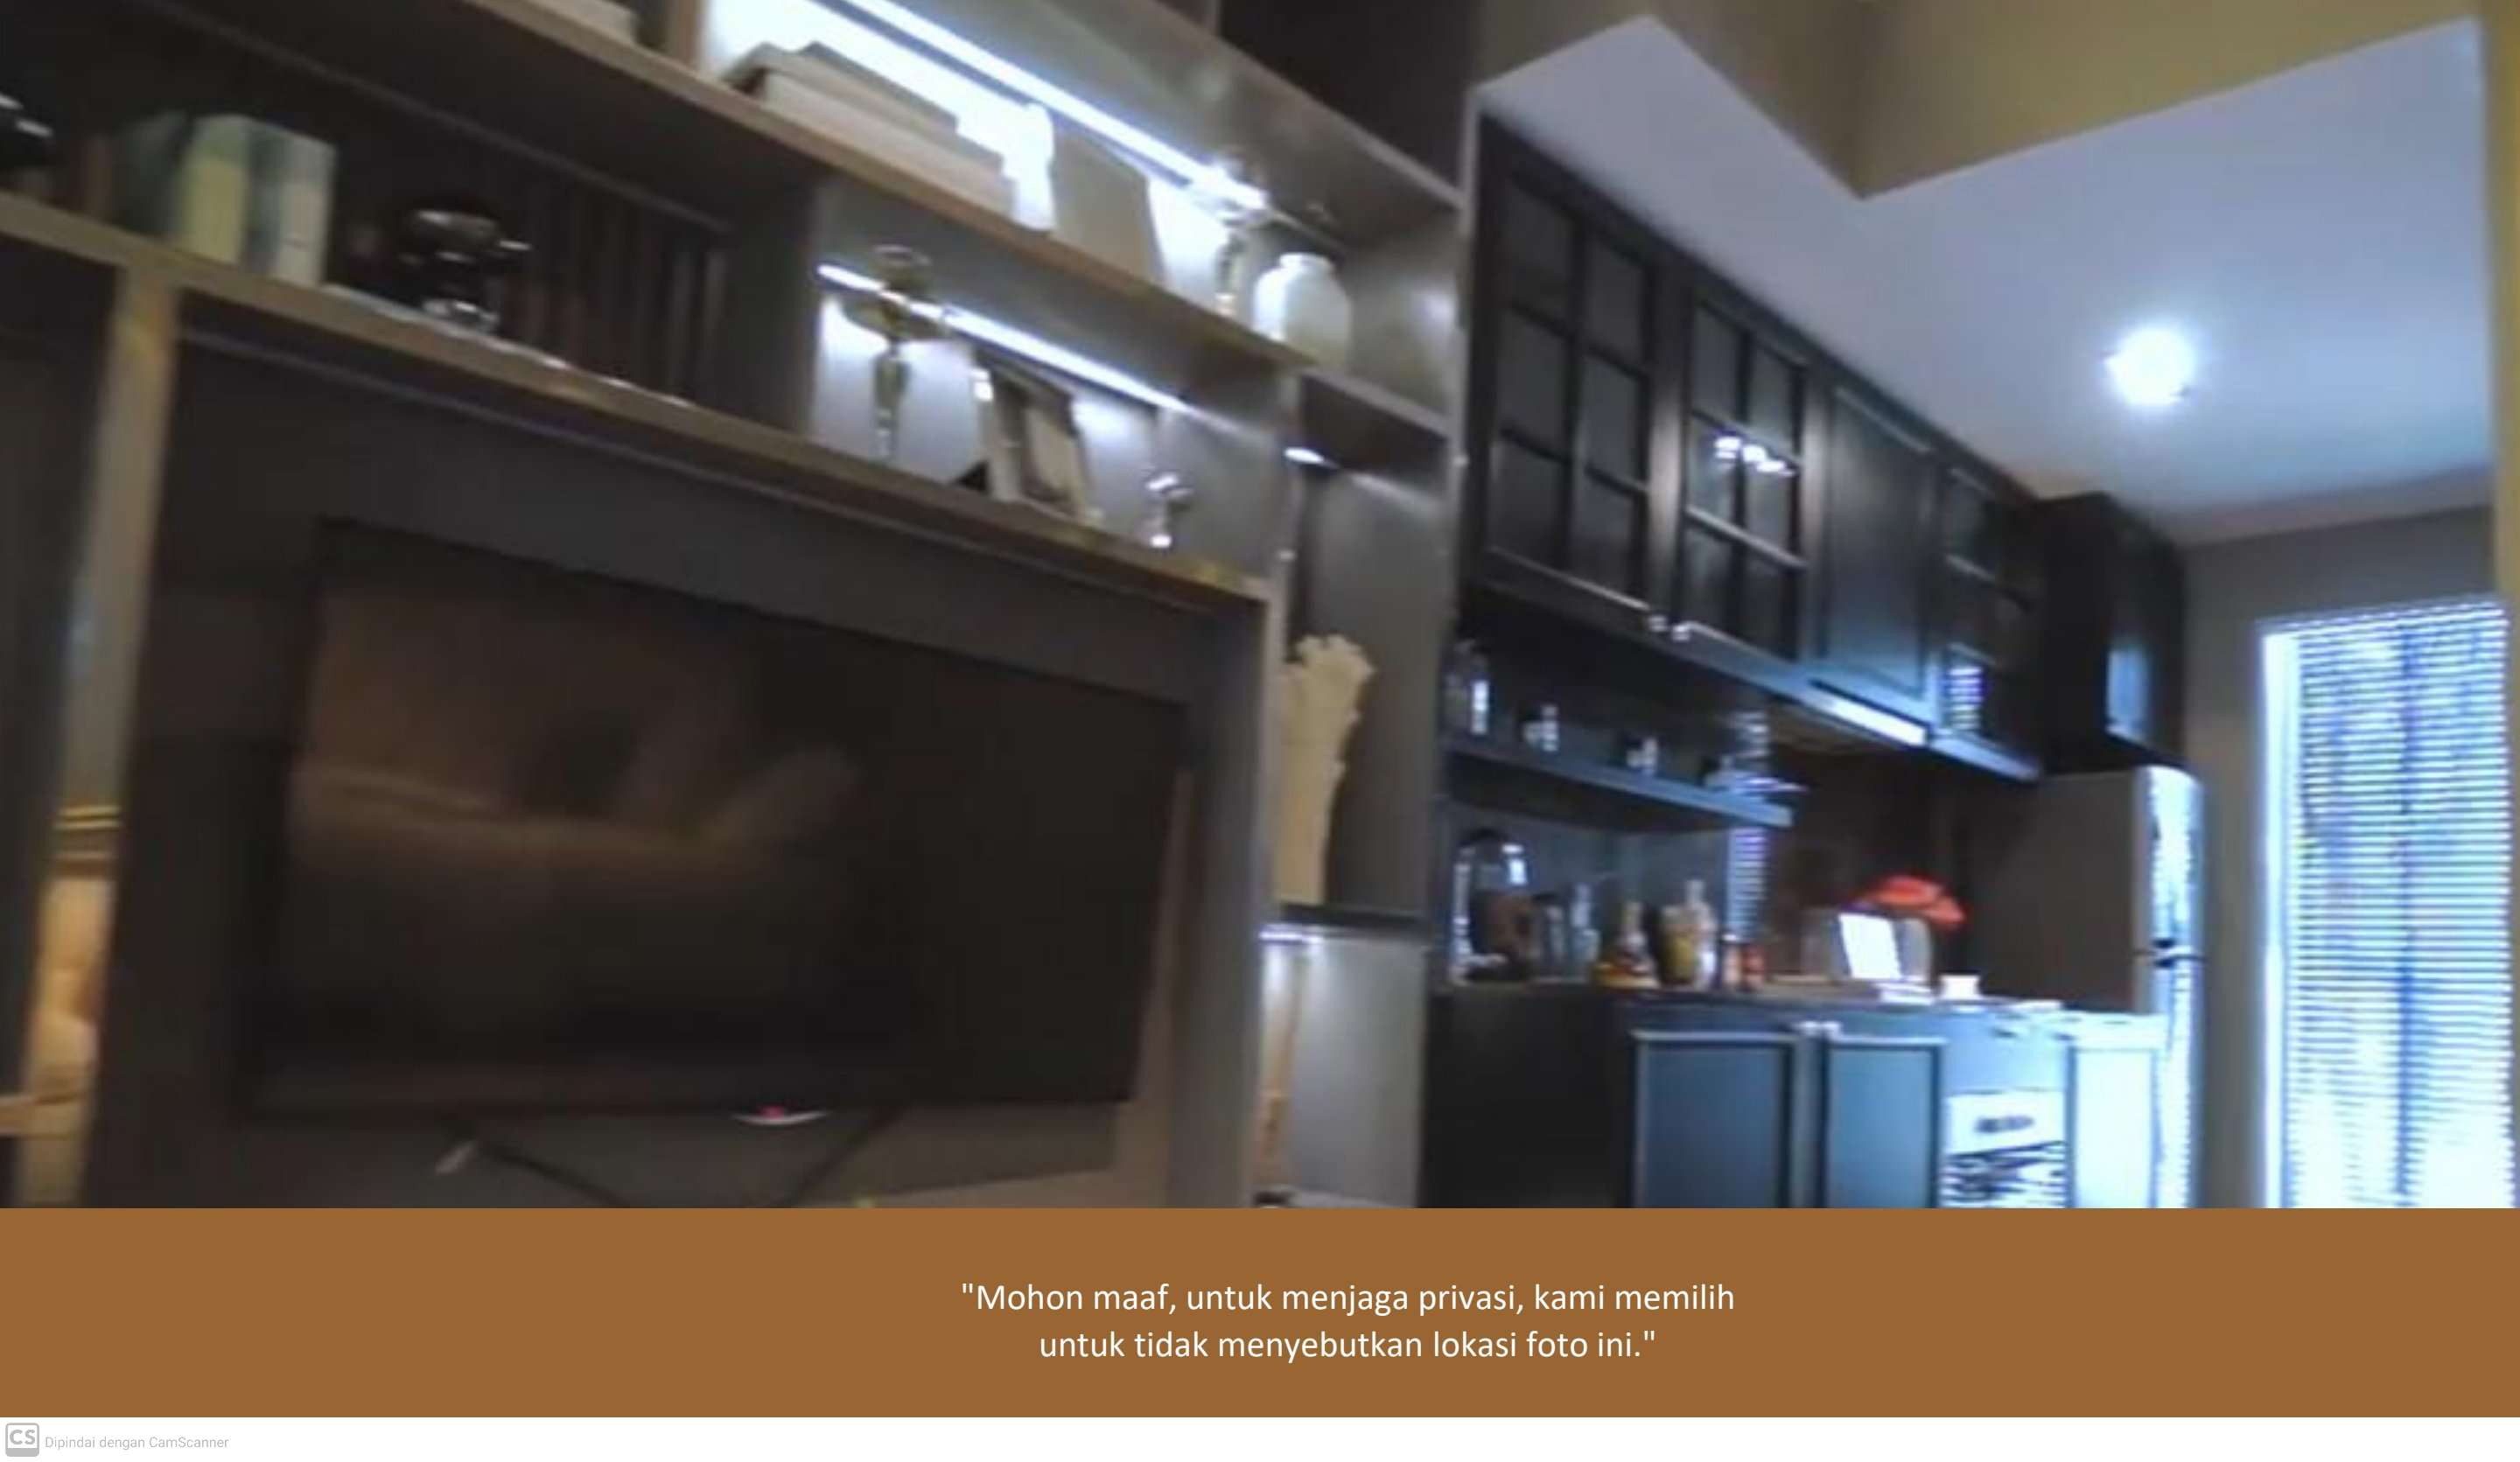 "Mohon maaf, untuk menjaga privasi, kami memilih
untuk tidak menyebutkan lokasi foto ini."
CS Dipindai dengan CamScanner